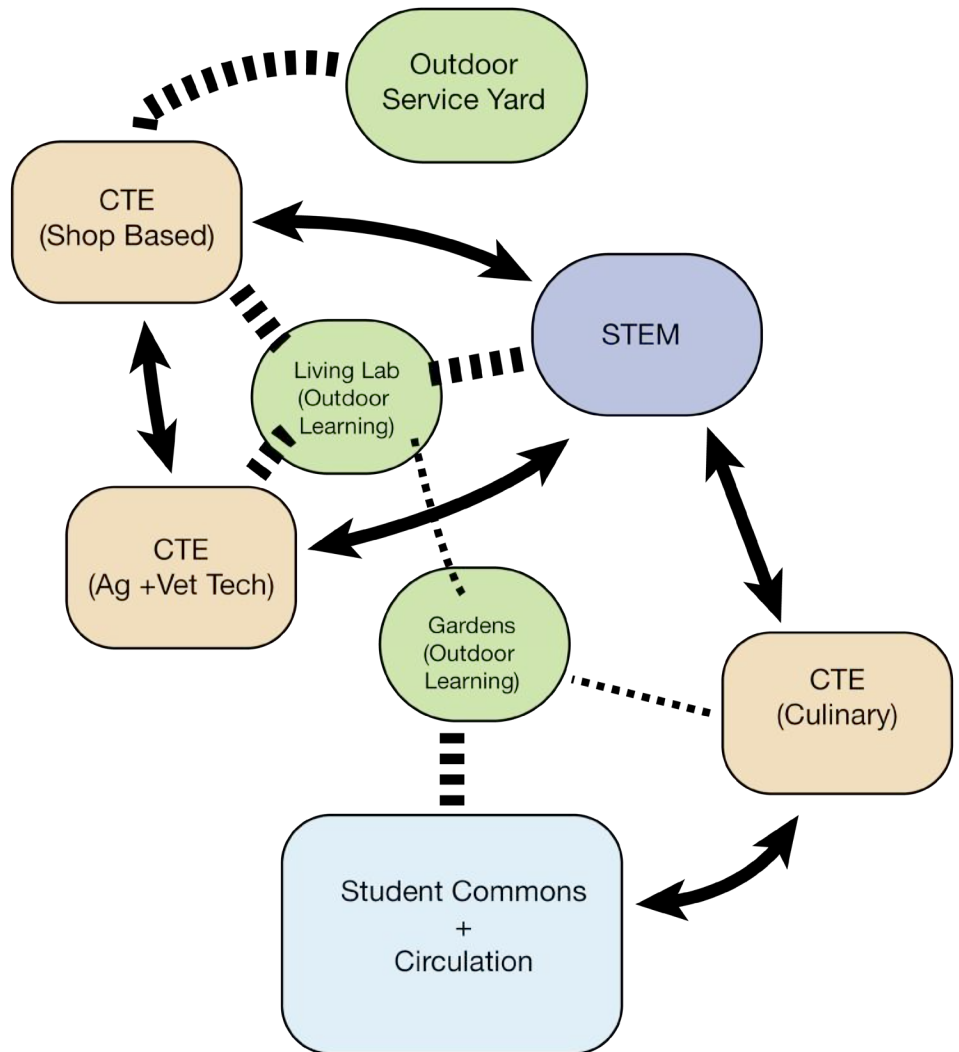 Outdoor
Service Yard
CTE
(Shop Based)
STEM
Living Lab
(Outdoor
Learning)
CTE
(Ag +Vet Tech)
Gardens
(Outdoor
Learning)
CTE
(Culinary)
Student Commons
+
Circulation